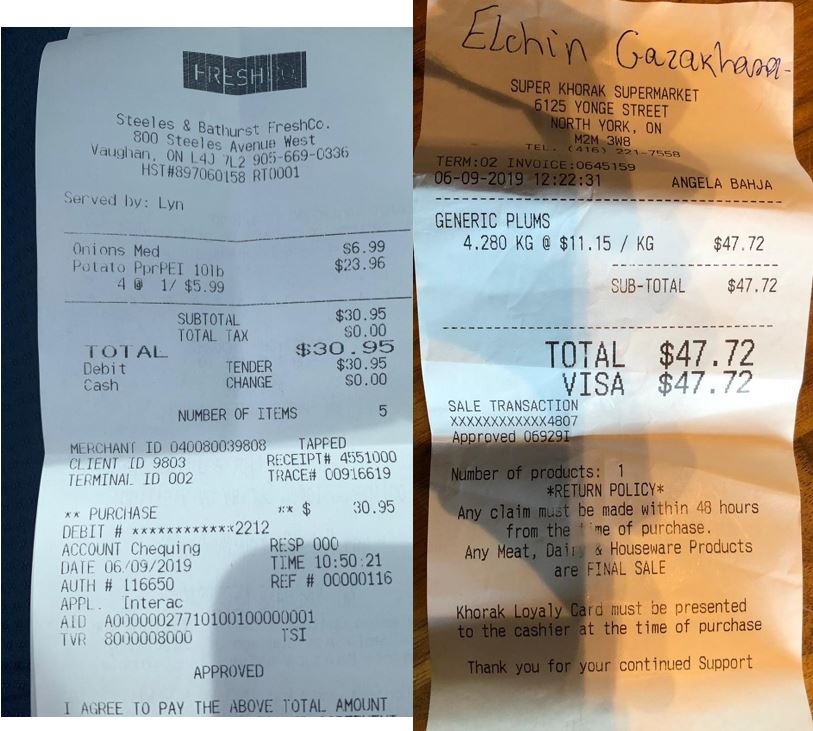 FRESHCO.
Steeles & Bathurst FreshCo.
800 Steeles Avenue West
Vaughan, ON L4J 7L2 905-669-0336
HST#897060158 RT0001
Served by: Lyn
Onions Med $6.99
Potato PprPEI 10lb $23.96
4 @ 1/ $5.99
SUBTOTAL $30.95
TOTAL TAX $0.00
TOTAL $30.95
Debit TENDER $30.95
Cash CHANGE $0.00
NUMBER OF ITEMS 5
MERCHANT ID 040080039808 TAPPED
CLIENT ID 9803 RECEIPT# 4551000
TERMINAL ID 002 TRACE# 00916619
** PURCHASE ** $ 30.95
DEBIT # ************2212
ACCOUNT Chequing RESP 000
DATE 06/09/2019 TIME 10:50:21
AUTH # 116650 REF # 00000116
APPL. Interac
AID A0000002771010010000001
TVR 8000008000 TSI
APPROVED
I AGREE TO PAY THE ABOVE TOTAL AMOUNT
Elchin
SUPER KHORAK SUPERMARKET
6125 YONGE STREET
NORTH YORK, ON
M2M 3W8
TEL. (416) 221-7558
TERM:02 INVOICE:0645159
06-09-2019 12:22:31 ANGELA BAHJA
GENERIC PLUMS
4.280 KG @ $11.15 / KG $47.72
SUB-TOTAL $47.72
TOTAL $47.72
VISA $47.72
SALE TRANSACTION
XXXXXXXXXXXX4807
Approved 06929I
Number of products: 1
*RETURN POLICY*
Any claim must be made within 48 hours
from the time of purchase.
Any Meat, Dairy & Houseware Products
are FINAL SALE
Khorak Loyaly Card must be presented
to the cashier at the time of purchase
Thank you for your continued Support